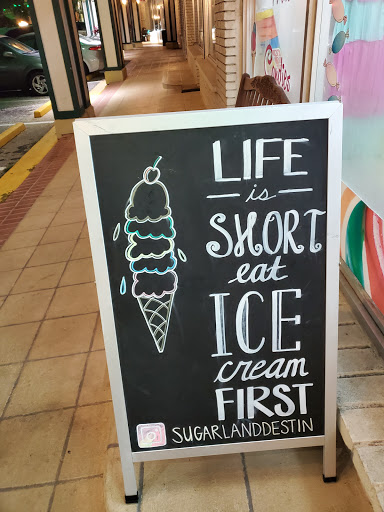 LIFE
is
SHORT
eat
ICE
cream
FIRST
SUGARLANDDESTIN